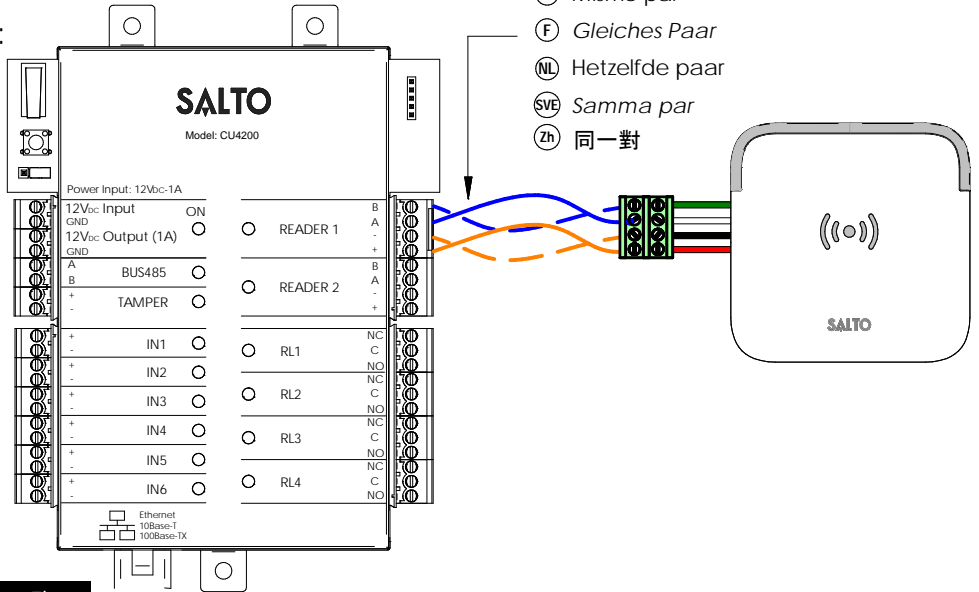 :
Ⓕ Gleiches Paar
NL Hetzelfde paar
SVE Samma par
Zh 同一對
SALTO
Model: CU4200
Power Input: 12VDC-1A
12VDC Input ON
GND
12VDC Output (1A)
GND
A
B
BUS485
+
-
TAMPER
+
-
IN1
+
-
IN2
+
-
IN3
+
-
IN4
+
-
IN5
+
-
IN6
READER 1
B
A
-
+
READER 2
B
A
-
+
RL1
NC
C
NO
RL2
NC
C
NO
RL3
NC
C
NO
RL4
NC
C
NO
Ethernet
10Base-T
100Base-TX
SALTO